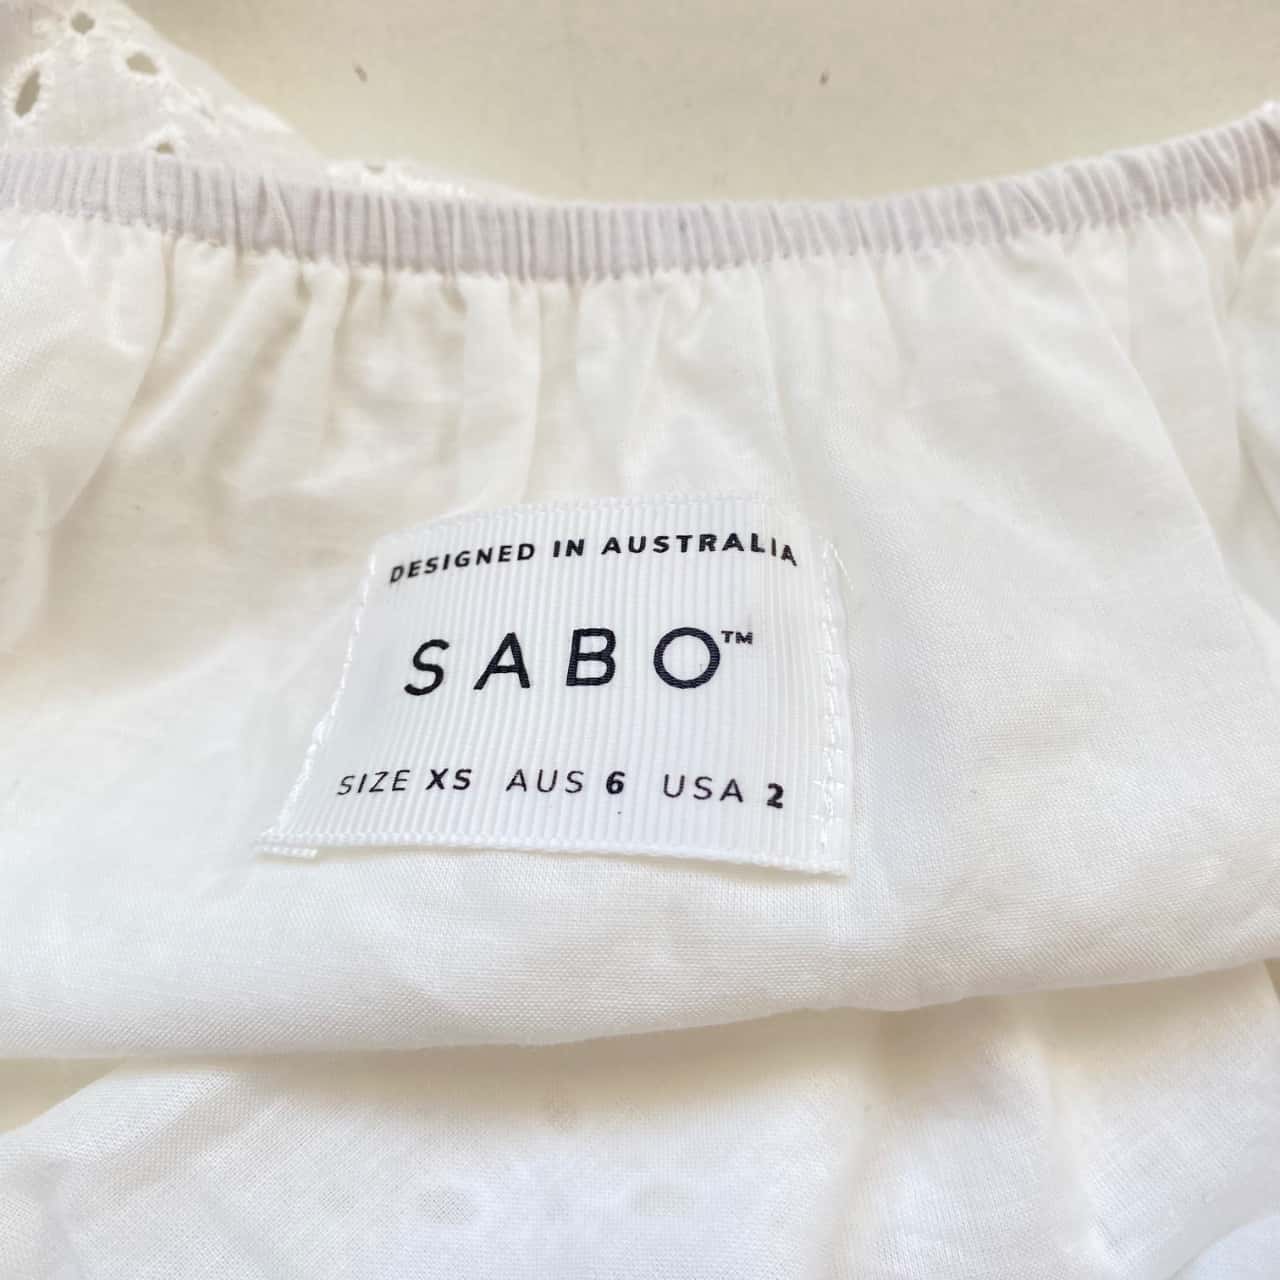 DESIGNED IN AUSTRALIA
SABO™
SIZE XS AUS 6 USA 2